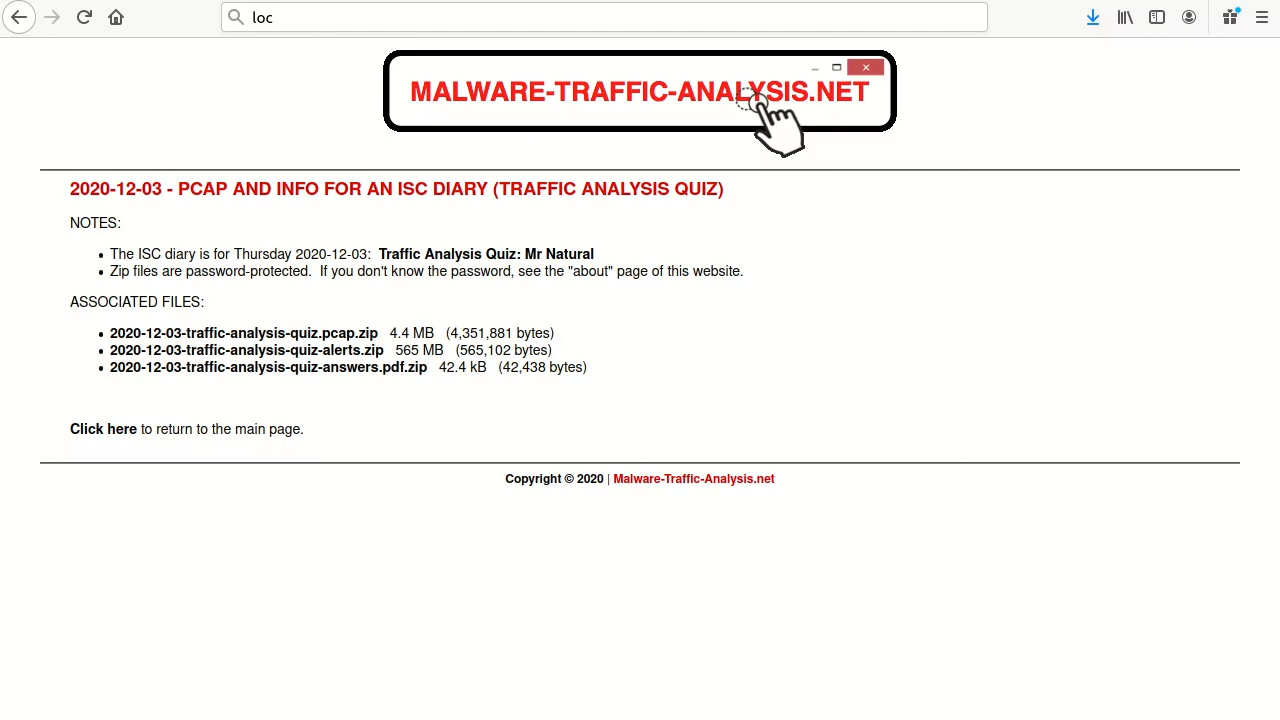 loc
MALWARE-TRAFFIC-ANALYSIS.NET
2020-12-03 - PCAP AND INFO FOR AN ISC DIARY (TRAFFIC ANALYSIS QUIZ)
NOTES:
The ISC diary is for Thursday 2020-12-03: Traffic Analysis Quiz: Mr Natural
Zip files are password-protected. If you don't know the password, see the "about" page of this website.
ASSOCIATED FILES:
2020-12-03-traffic-analysis-quiz.pcap.zip 4.4 MB (4,351,881 bytes)
2020-12-03-traffic-analysis-quiz-alerts.zip 565 MB (565,102 bytes)
2020-12-03-traffic-analysis-quiz-answers.pdf.zip 42.4 kB (42,438 bytes)
Click here to return to the main page.
Copyright © 2020 | Malware-Traffic-Analysis.net